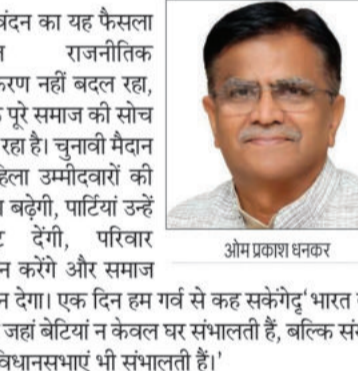 वंदन का यह फैसला
राजनीतिक
करण नहीं बदल रहा,
पूरे समाज की सोच
रहा है। चुनावी मैदान
हिला उम्मीदवारों की
बढ़ेगी, पार्टियां उन्हें
देंगी, परिवार
न करेंगे और समाज
न देगा। एक दिन हम गर्व से कह सकेंगेदृ'भारत
जहां बेटियां न केवल घर संभालती हैं, बल्कि सं
विधानसभाएं भी संभालती हैं।'
ओम प्रकाश धनकर